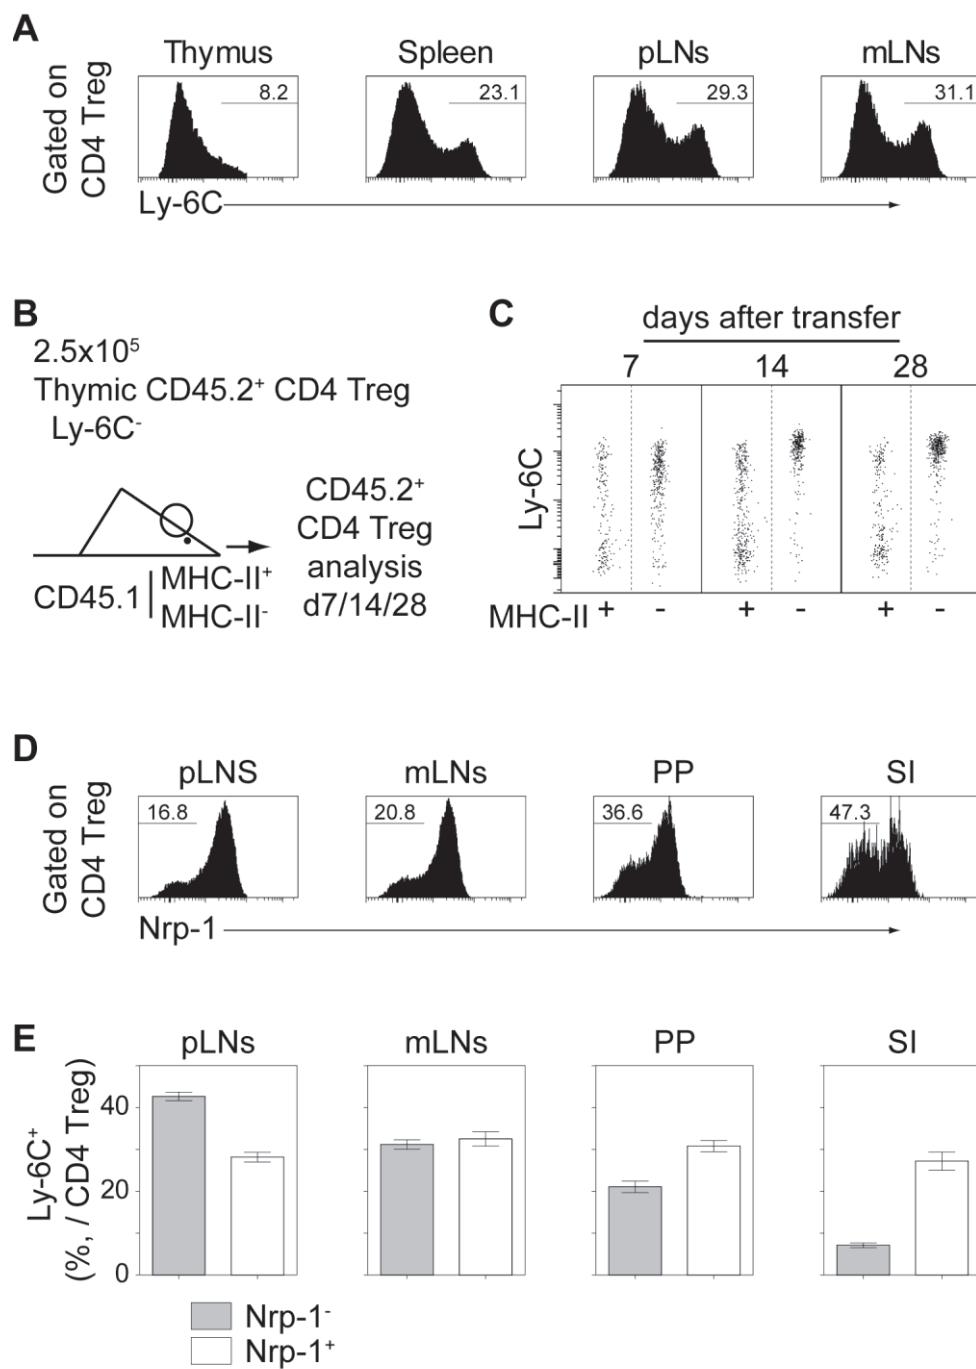 A
Thymus Spleen pLNs mLNs
Gated on
CD4 Treg
8.2 23.1 29.3 31.1
Ly-6C
B
2.5x10⁵
Thymic CD45.2⁺ CD4 Treg
Ly-6C⁻
CD45.1
MHC-II⁺
MHC-II⁻
CD45.2⁺
CD4 Treg
analysis
d7/14/28
C
days after transfer
7 14 28
Ly-6C
MHC-II + - + - + -
D
pLNS mLNs PP SI
Gated on
CD4 Treg
16.8 20.8 36.6 47.3
Nrp-1
E
pLNs mLNs PP SI
Ly-6C⁺
(%, / CD4 Treg)
40
20
0
Nrp-1⁻
Nrp-1⁺